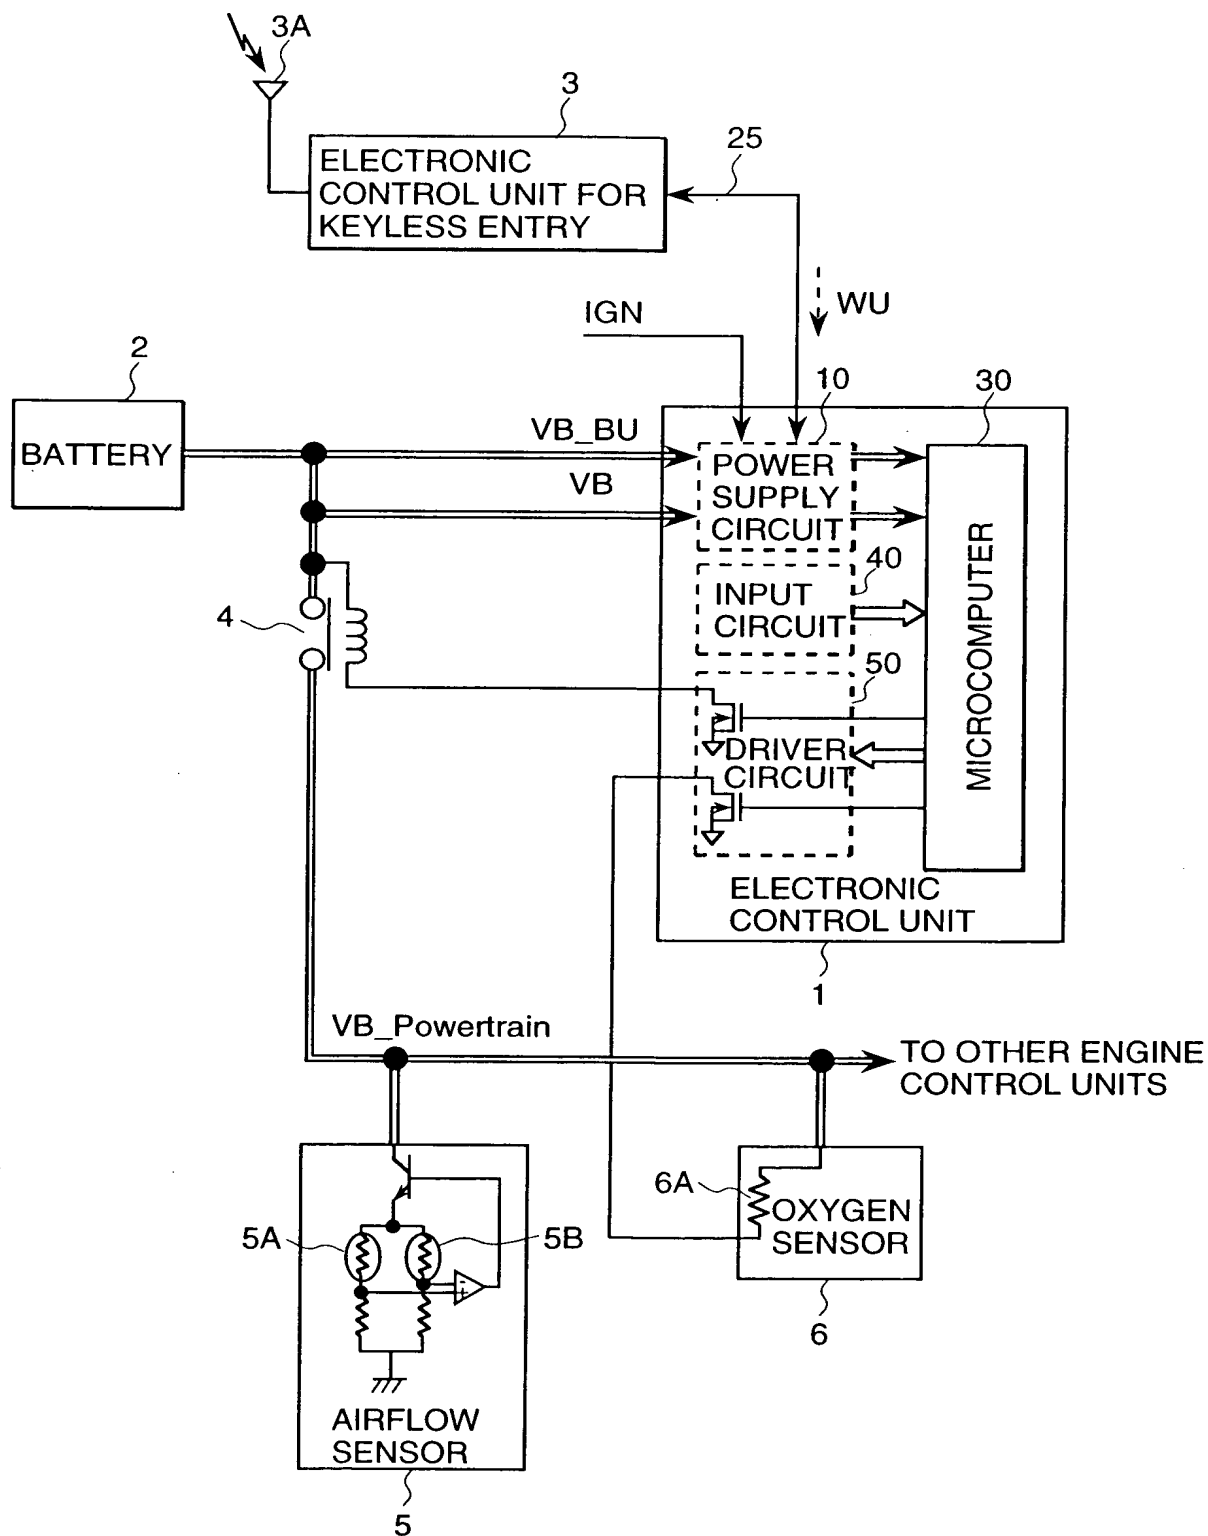 3A
3
25
ELECTRONIC
CONTROL UNIT FOR
KEYLESS ENTRY
WU
IGN
2
10
30
BATTERY
VB_BU
VB
POWER
SUPPLY
CIRCUIT
40
INPUT
CIRCUIT
4
50
MICROCOMPUTER
DRIVER
CIRCUIT
ELECTRONIC
CONTROL UNIT
1
VB_Powertrain
TO OTHER ENGINE
CONTROL UNITS
6A
OXYGEN
SENSOR
5A
5B
-
+
6
AIRFLOW
SENSOR
5